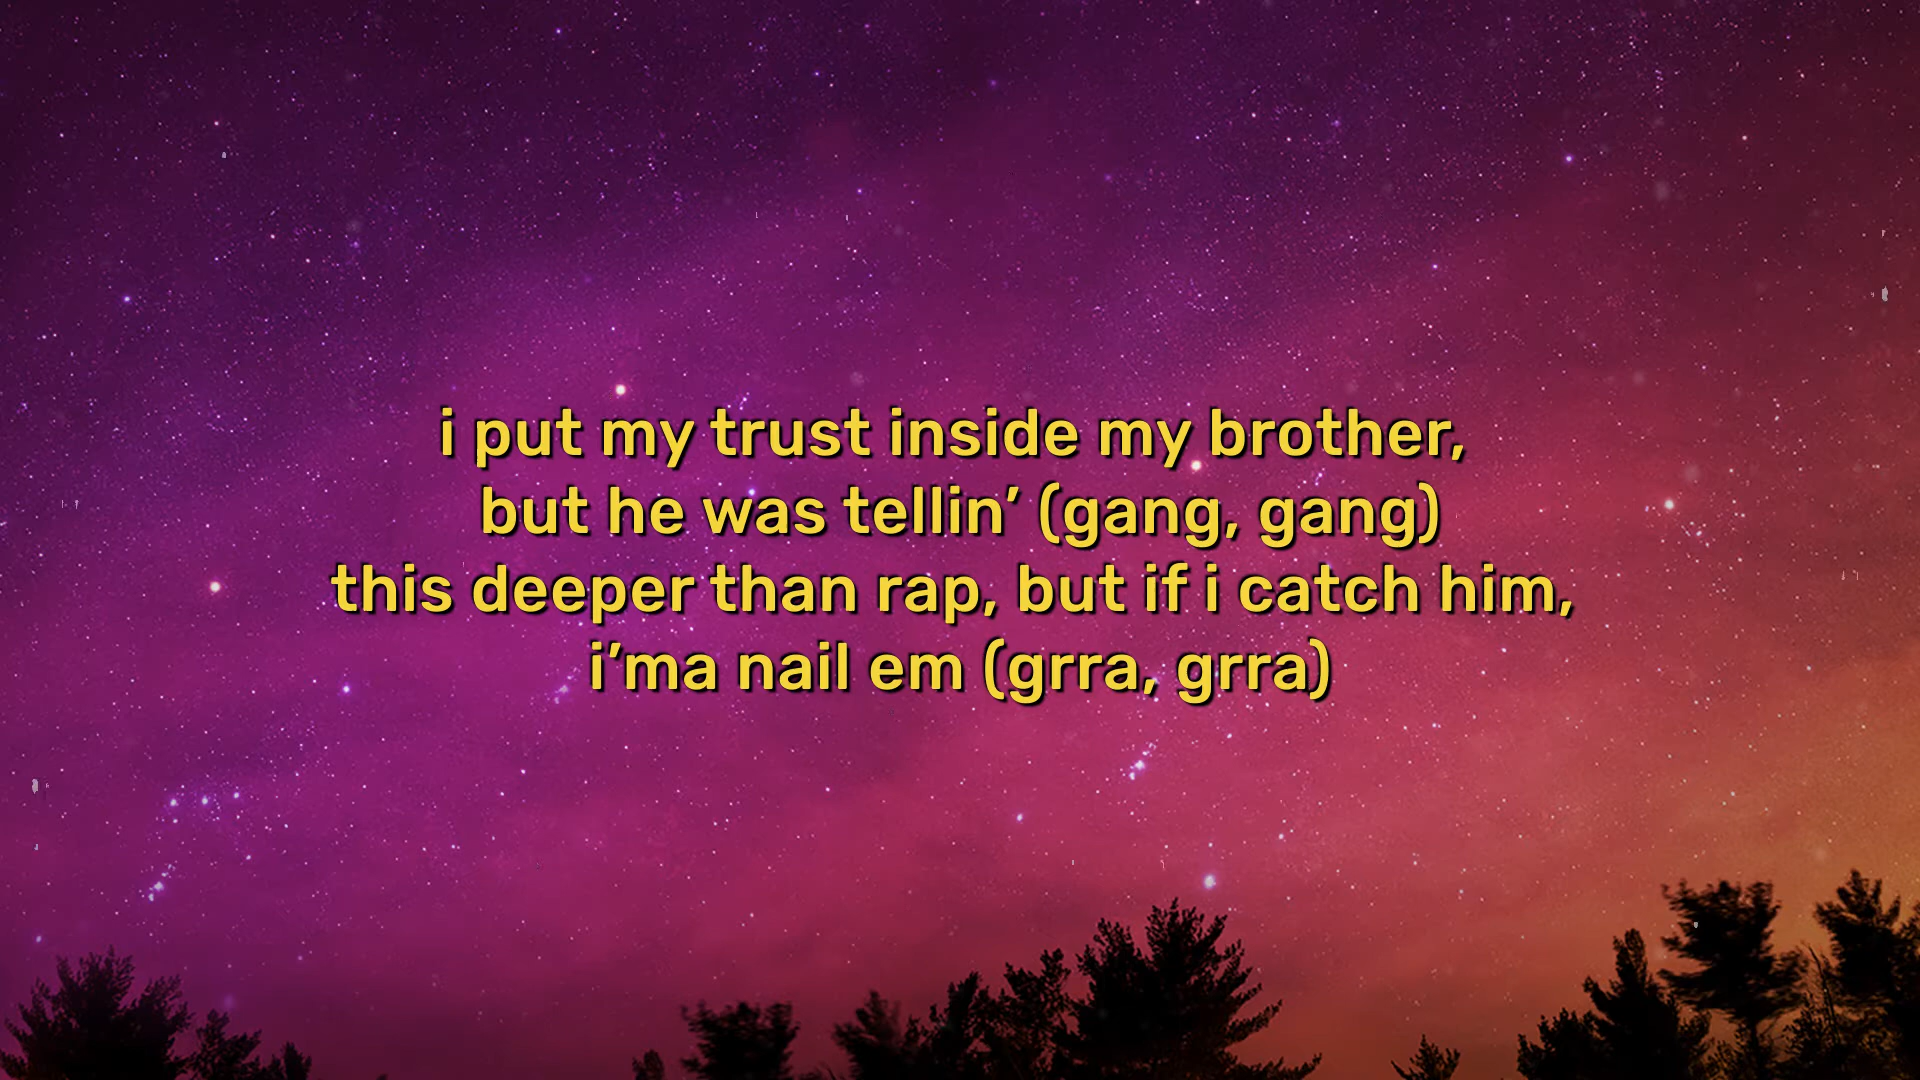 i put my trust inside my brother,
but he was tellin’ (gang, gang)
this deeper than rap, but if i catch him,
i’ma nail em (grra, grra)